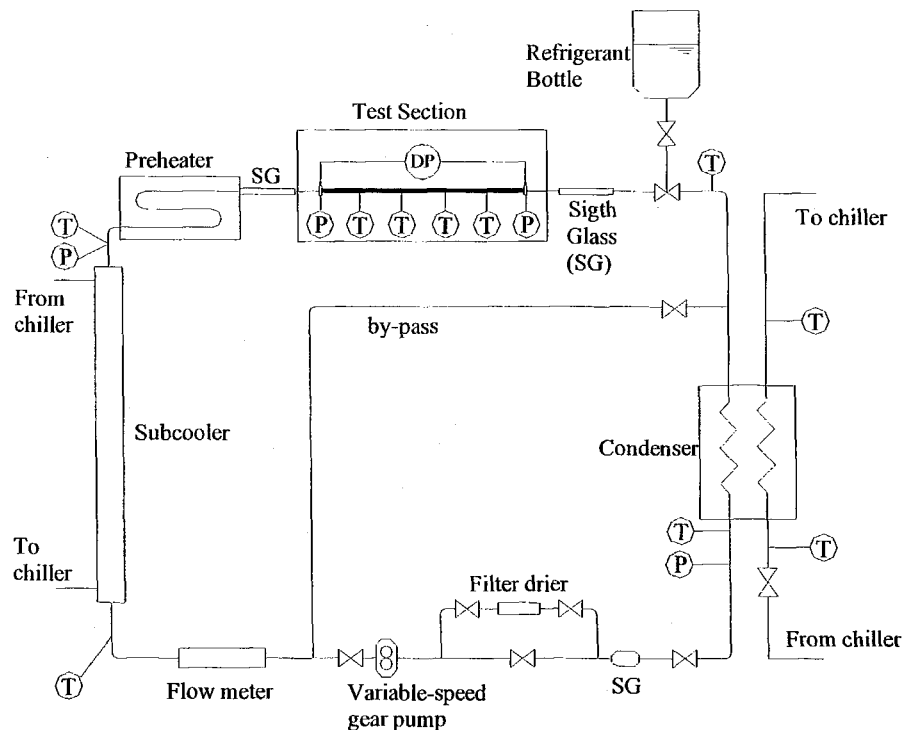 Refrigerant
Bottle
Test Section
Preheater
SG
DP
T
T
P
P
T
T
T
T
P
Sigth
Glass
(SG)
To chiller
From
chiller
by-pass
T
Subcooler
Condenser
To
chiller
T
P
T
Filter drier
T
Flow meter
Variable-speed
gear pump
SG
From chiller